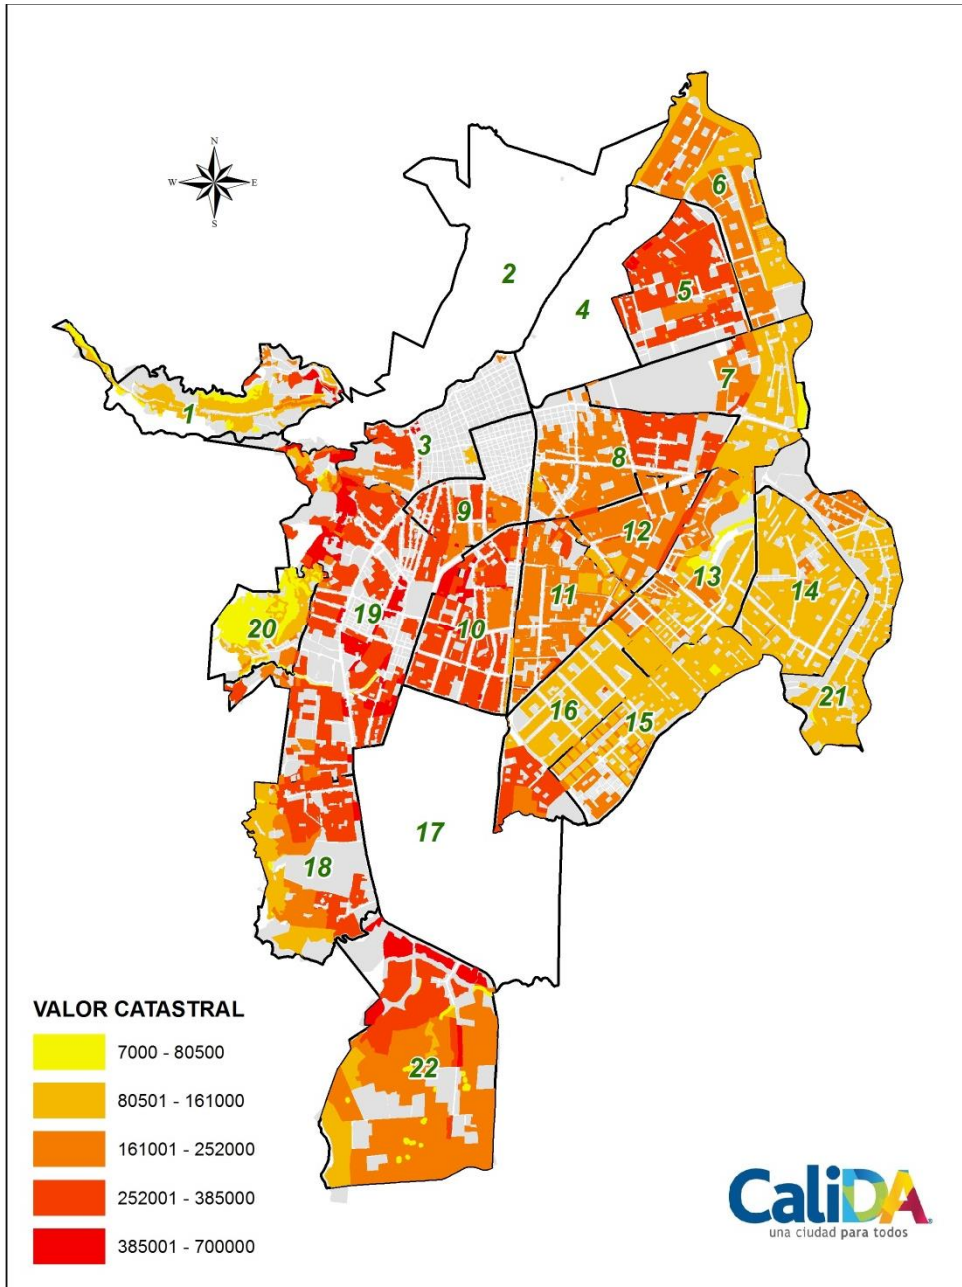 N
W E
S
6
2
4
5
7
1
3
8
9
12
13
14
11
20
19
10
21
16
15
17
18
22
VALOR CATASTRAL
7000 - 80500
80501 - 161000
161001 - 252000
252001 - 385000
385001 - 700000
CaliDA
una ciudad para todos